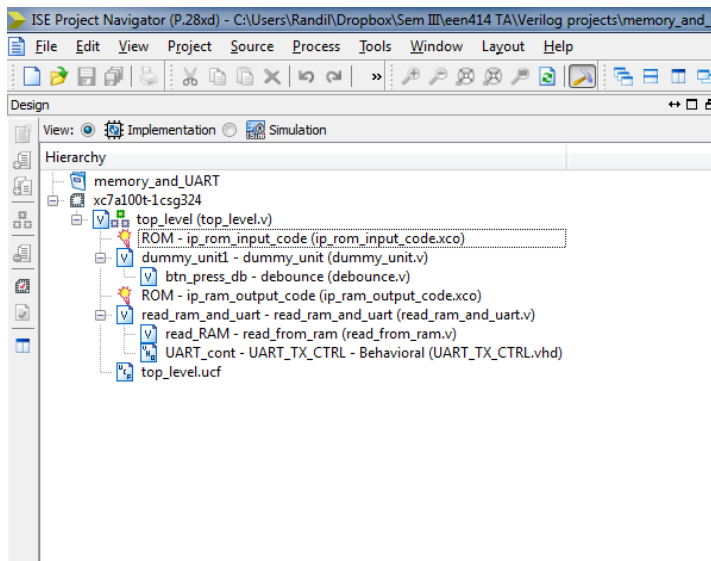 ISE Project Navigator (P.28xd) - C:\Users\Randil\Dropbox\Sem III\een414 TA\Verilog projects\memory_and_
File Edit View Project Source Process Tools Window Layout Help
»
Design
View: Implementation Simulation
Hierarchy
memory_and_UART
xc7a100t-1csg324
top_level (top_level.v)
ROM - ip_rom_input_code (ip_rom_input_code.xco)
dummy_unit1 - dummy_unit (dummy_unit.v)
btn_press_db - debounce (debounce.v)
ROM - ip_ram_output_code (ip_ram_output_code.xco)
read_ram_and_uart - read_ram_and_uart (read_ram_and_uart.v)
read_RAM - read_from_ram (read_from_ram.v)
UART_cont - UART_TX_CTRL - Behavioral (UART_TX_CTRL.vhd)
top_level.ucf